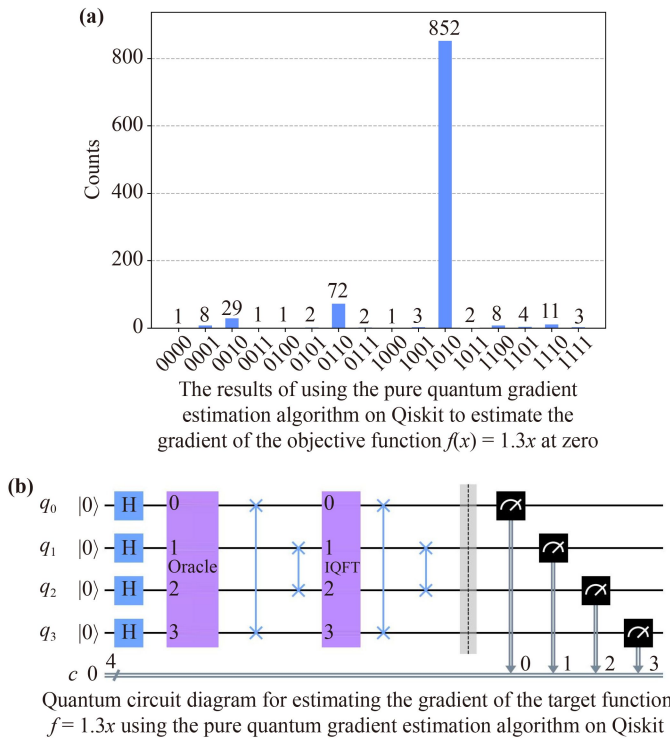 (a)
852
800
600
400
200
0
Counts
1 8 29 1 1 2 72 2 1 3 2 8 4 11 3
0000 0001 0010 0011 0100 0101 0110 0111 1000 1001 1010 1011 1100 1101 1110 1111
The results of using the pure quantum gradient
estimation algorithm on Qiskit to estimate the
gradient of the objective function f(x) = 1.3x at zero
(b)
q0 |0⟩ H 0 0
q1 |0⟩ H 1 1
Oracle IQFT
q2 |0⟩ H 2 2
q3 |0⟩ H 3 3
4
c 0 0 1 2 3
Quantum circuit diagram for estimating the gradient of the target function
f = 1.3x using the pure quantum gradient estimation algorithm on Qiskit